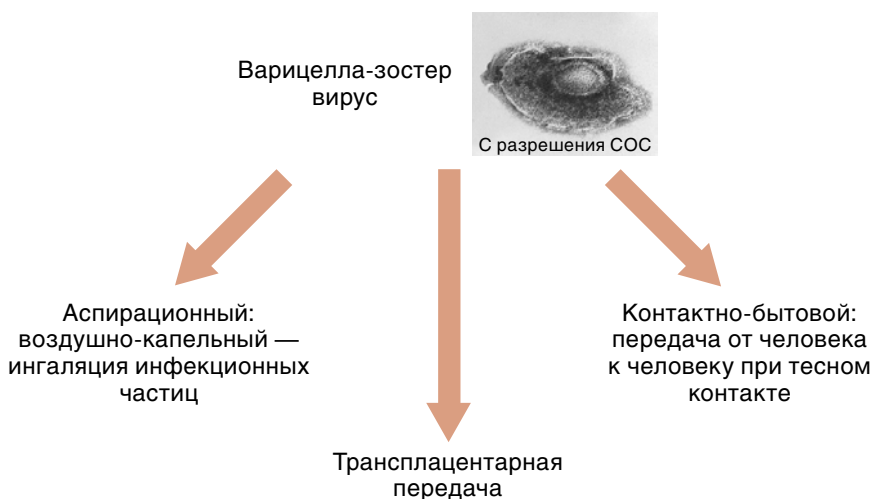 Варицелла-зостер
вирус
С разрешения СОС
Аспирационный:
воздушно-капельный —
ингаляция инфекционных
частиц
Контактно-бытовой:
передача от человека
к человеку при тесном
контакте
Трансплацентарная
передача